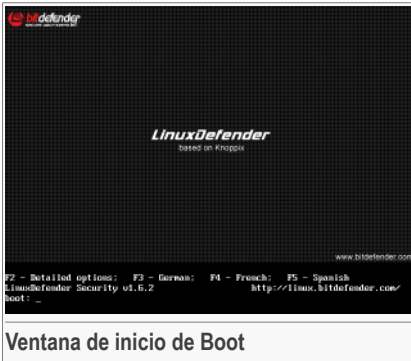 bitdefender
LinuxDefender
based on Knoppix
www.bitdefender.com
F2 - Detailed options; F3 - German; F4 - French; F5 - Spanish
LinuxDefender Security v1.6.2 http://linux.bitdefender.com/
boot: _
Ventana de inicio de Boot